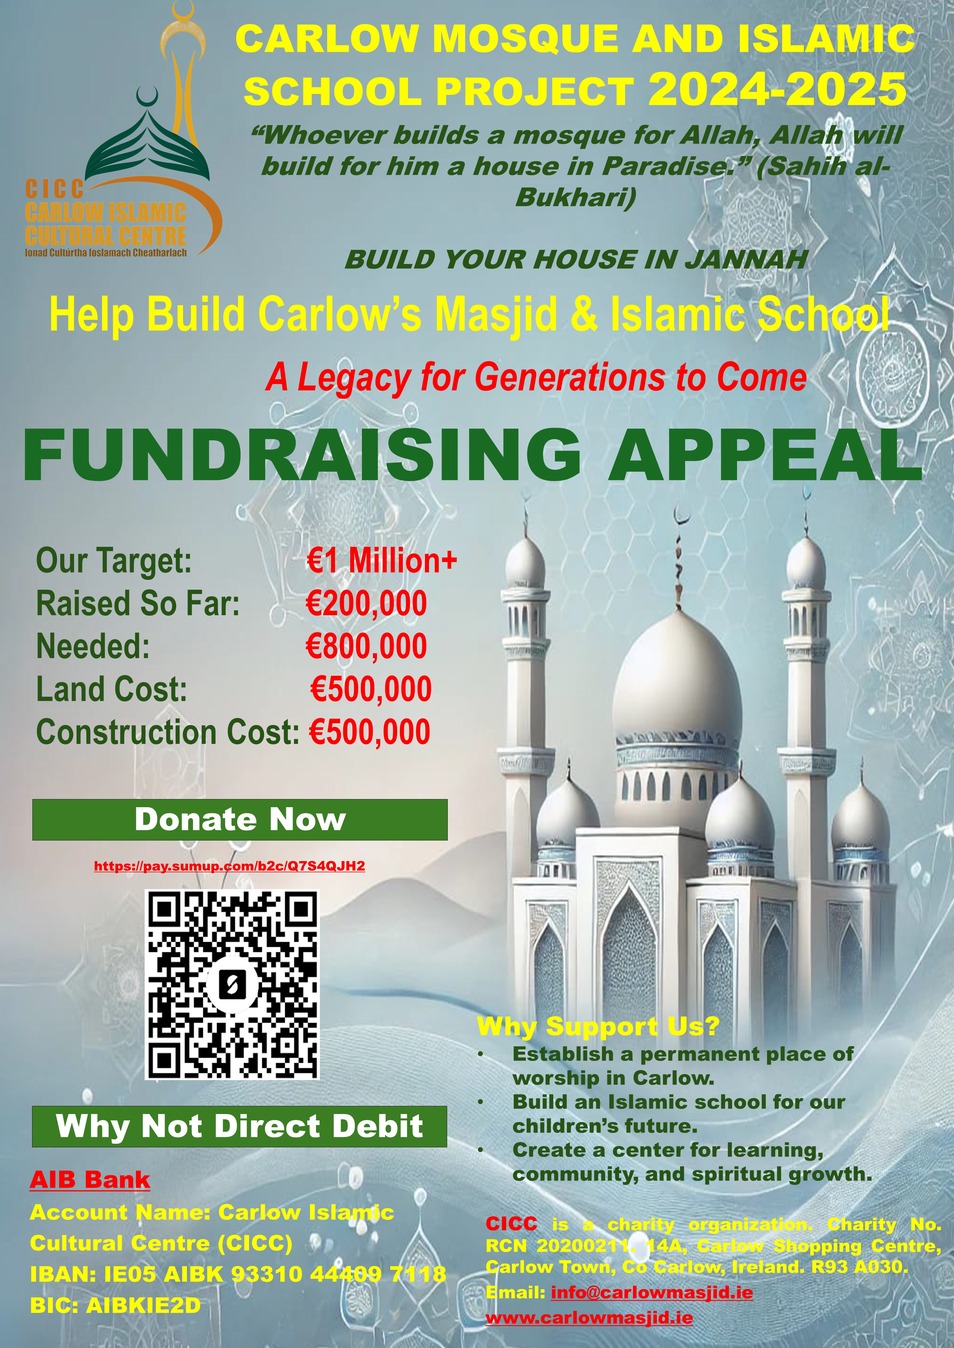 CARLOW MOSQUE AND ISLAMIC
SCHOOL PROJECT 2024-2025
“Whoever builds a mosque for Allah, Allah will
build for him a house in Paradise.” (Sahih al-
Bukhari)
CICC
CARLOW ISLAMIC
CULTURAL CENTRE
Ionad Cultúrtha Ioslamach Cheatharlach
BUILD YOUR HOUSE IN JANNAH
Help Build Carlow’s Masjid & Islamic School
A Legacy for Generations to Come
FUNDRAISING APPEAL
Our Target: €1 Million+
Raised So Far: €200,000
Needed: €800,000
Land Cost: €500,000
Construction Cost: €500,000
Donate Now
https://pay.sumup.com/b2c/Q7S4QJH2
Why Not Direct Debit
AIB Bank
Account Name: Carlow Islamic
Cultural Centre (CICC)
IBAN: IE05 AIBK 93310 44409 7118
BIC: AIBKIE2D
Why Support Us?
• Establish a permanent place of
worship in Carlow.
• Build an Islamic school for our
children’s future.
• Create a center for learning,
community, and spiritual growth.
CICC is a charity organization. Charity No.
RCN 20200211. 14A, Carlow Shopping Centre,
Carlow Town, Co Carlow, Ireland. R93 A030.
Email: info@carlowmasjid.ie
www.carlowmasjid.ie